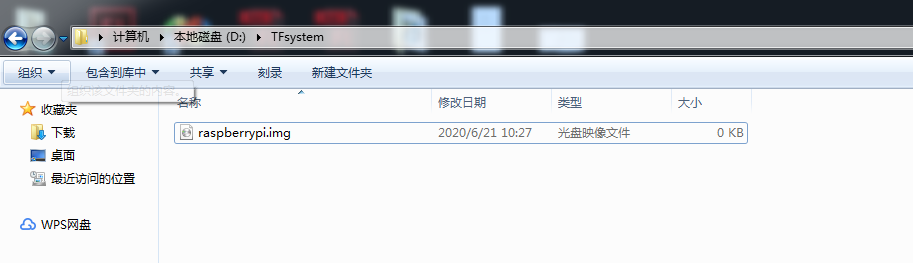 计算机 本地磁盘 (D:) TFsystem
组织 包含到库中 共享 刻录 新建文件夹
组织该文件夹的内容。
名称 修改日期 类型 大小
收藏夹
raspberrypi.img 2020/6/21 10:27 光盘映像文件 0 KB
下载
桌面
最近访问的位置
WPS网盘